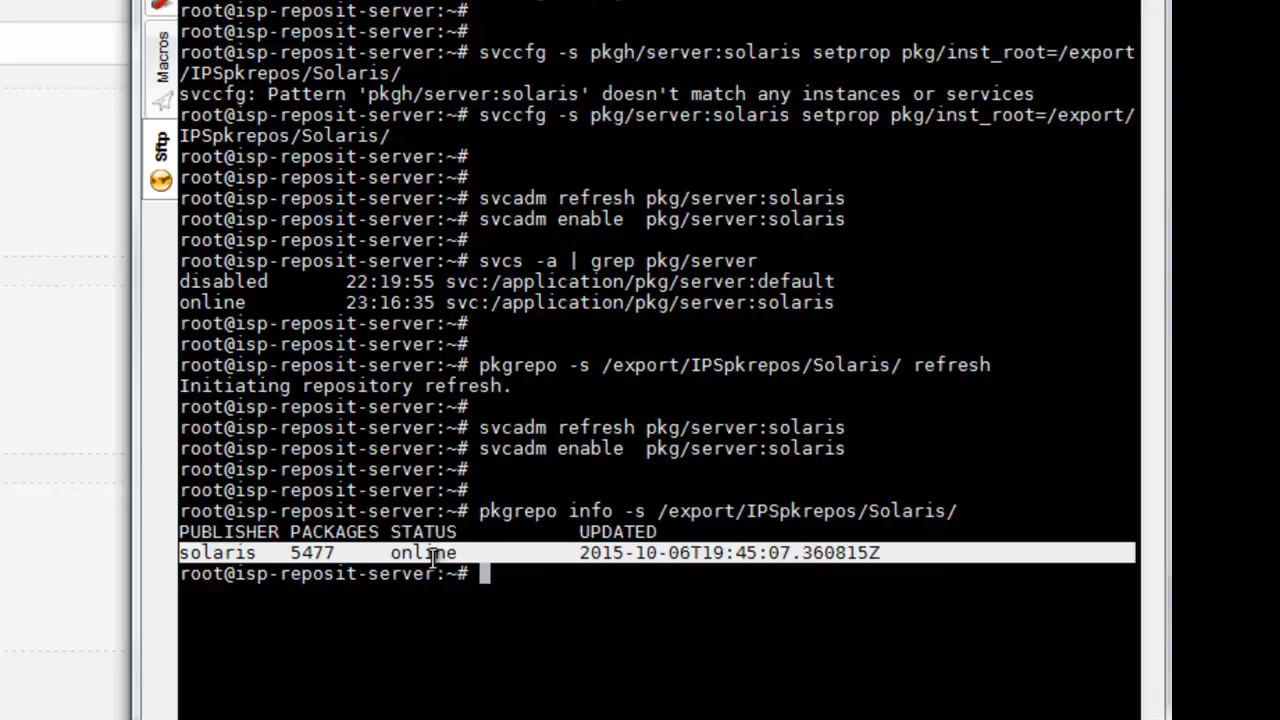 root@isp-reposit-server:~#
root@isp-reposit-server:~#
root@isp-reposit-server:~# svccfg -s pkgh/server:solaris setprop pkg/inst_root=/export
/IPSpkrepos/Solaris/
svccfg: Pattern 'pkgh/server:solaris' doesn't match any instances or services
root@isp-reposit-server:~# svccfg -s pkg/server:solaris setprop pkg/inst_root=/export/
IPSpkrepos/Solaris/
root@isp-reposit-server:~#
root@isp-reposit-server:~#
root@isp-reposit-server:~# svcadm refresh pkg/server:solaris
root@isp-reposit-server:~# svcadm enable  pkg/server:solaris
root@isp-reposit-server:~#
root@isp-reposit-server:~# svcs -a | grep pkg/server
disabled       22:19:55 svc:/application/pkg/server:default
online         23:16:35 svc:/application/pkg/server:solaris
root@isp-reposit-server:~#
root@isp-reposit-server:~#
root@isp-reposit-server:~# pkgrepo -s /export/IPSpkrepos/Solaris/ refresh
Initiating repository refresh.
root@isp-reposit-server:~#
root@isp-reposit-server:~# svcadm refresh pkg/server:solaris
root@isp-reposit-server:~# svcadm enable  pkg/server:solaris
root@isp-reposit-server:~#
root@isp-reposit-server:~#
root@isp-reposit-server:~# pkgrepo info -s /export/IPSpkrepos/Solaris/
PUBLISHER PACKAGES STATUS           UPDATED
solaris   5477     online           2015-10-06T19:45:07.360815Z
root@isp-reposit-server:~#
Macros
Sftp